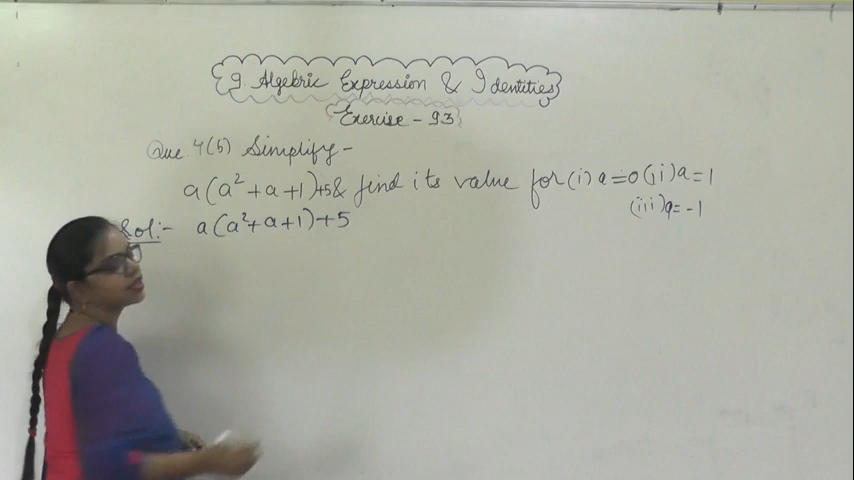 9. Algebric Expression & Identities
Exercise - 9.3
Que. 4(b) Simplify -
a(a²+a+1)+5 & find its value for (i) a=0 (ii) a=1
(iii) a=-1
Sol:- a(a²+a+1)+5